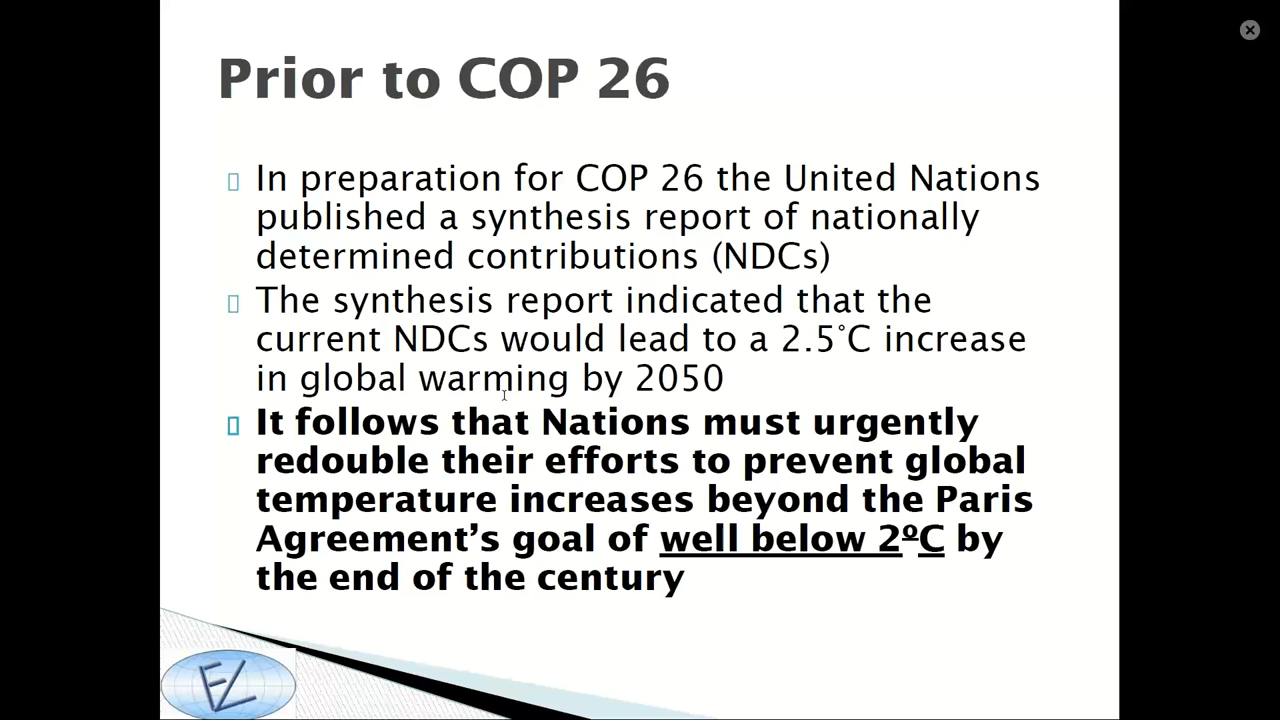 Prior to COP 26
In preparation for COP 26 the United Nations
published a synthesis report of nationally
determined contributions (NDCs)
The synthesis report indicated that the
current NDCs would lead to a 2.5°C increase
in global warming by 2050
It follows that Nations must urgently
redouble their efforts to prevent global
temperature increases beyond the Paris
Agreement’s goal of well below 2ºC by
the end of the century
EL